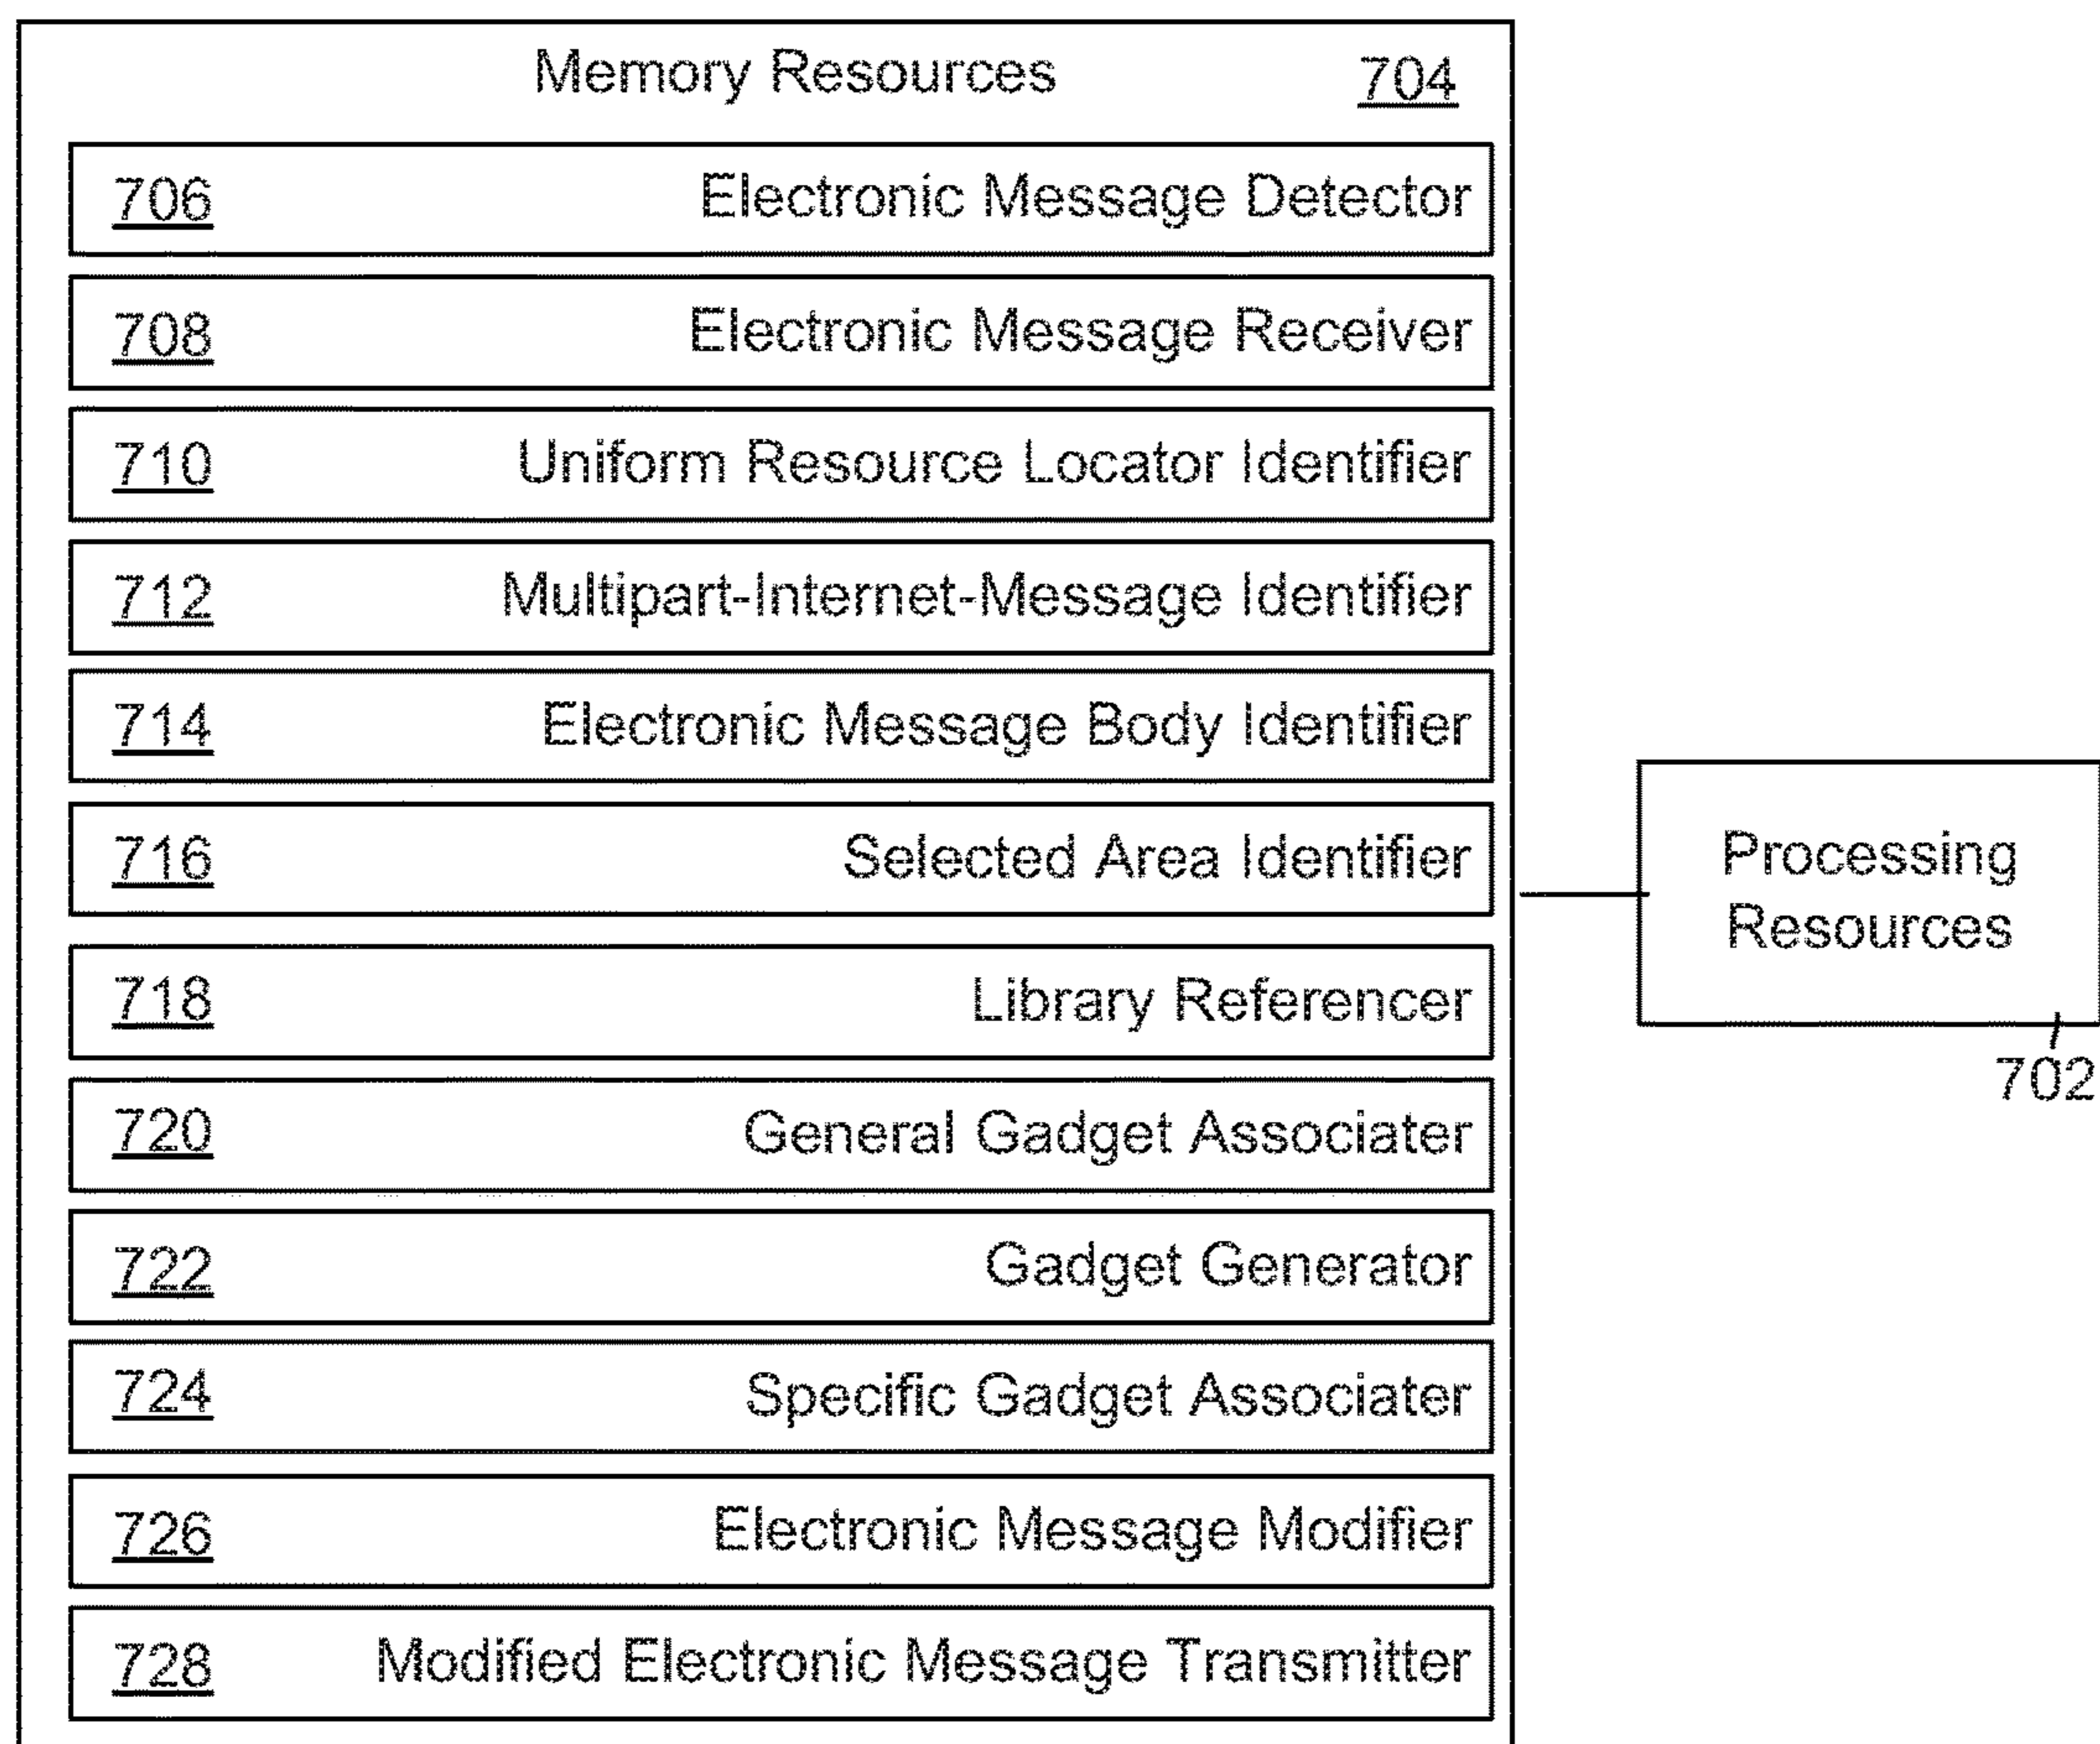 Memory Resources 704
706 Electronic Message Detector
708 Electronic Message Receiver
710 Uniform Resource Locator Identifier
712 Multipart-Internet-Message Identifier
714 Electronic Message Body Identifier
716 Selected Area Identifier
718 Library Referencer
720 General Gadget Associater
722 Gadget Generator
724 Specific Gadget Associater
726 Electronic Message Modifier
728 Modified Electronic Message Transmitter
Processing
Resources
702